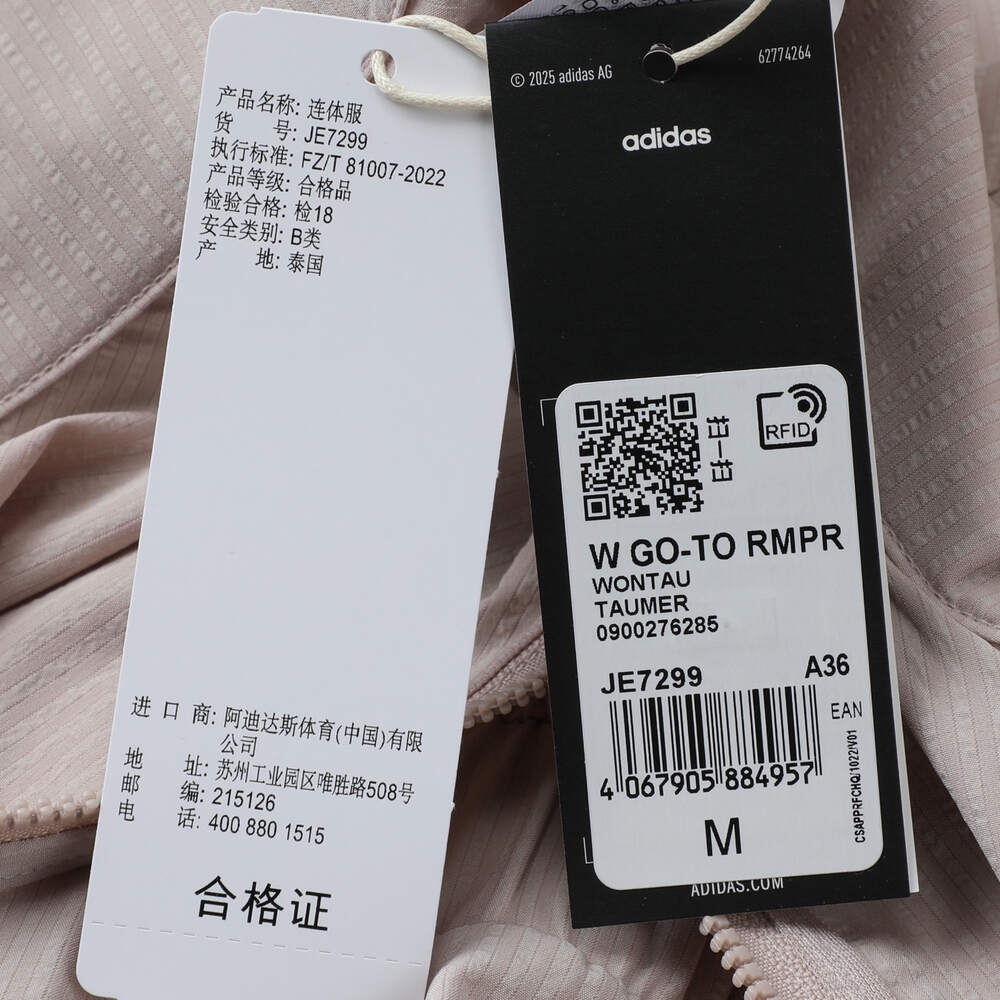 产品名称: 连体服
货 号: JE7299
执行标准: FZ/T 81007-2022
产品等级: 合格品
检验合格: 检18
安全类别: B类
产 地: 泰国
进 口 商: 阿迪达斯体育(中国)有限
公司
地 址: 苏州工业园区唯胜路508号
邮 编: 215126
电 话: 400 880 1515
合格证
© 2025 adidas AG
62774264
adidas
RFID
W GO-TO RMPR
WONTAU
TAUMER
0900276285
JE7299
A36
EAN
4 067905 884957
CSAPPRFCHQ/1022/V01
M
ADIDAS.COM